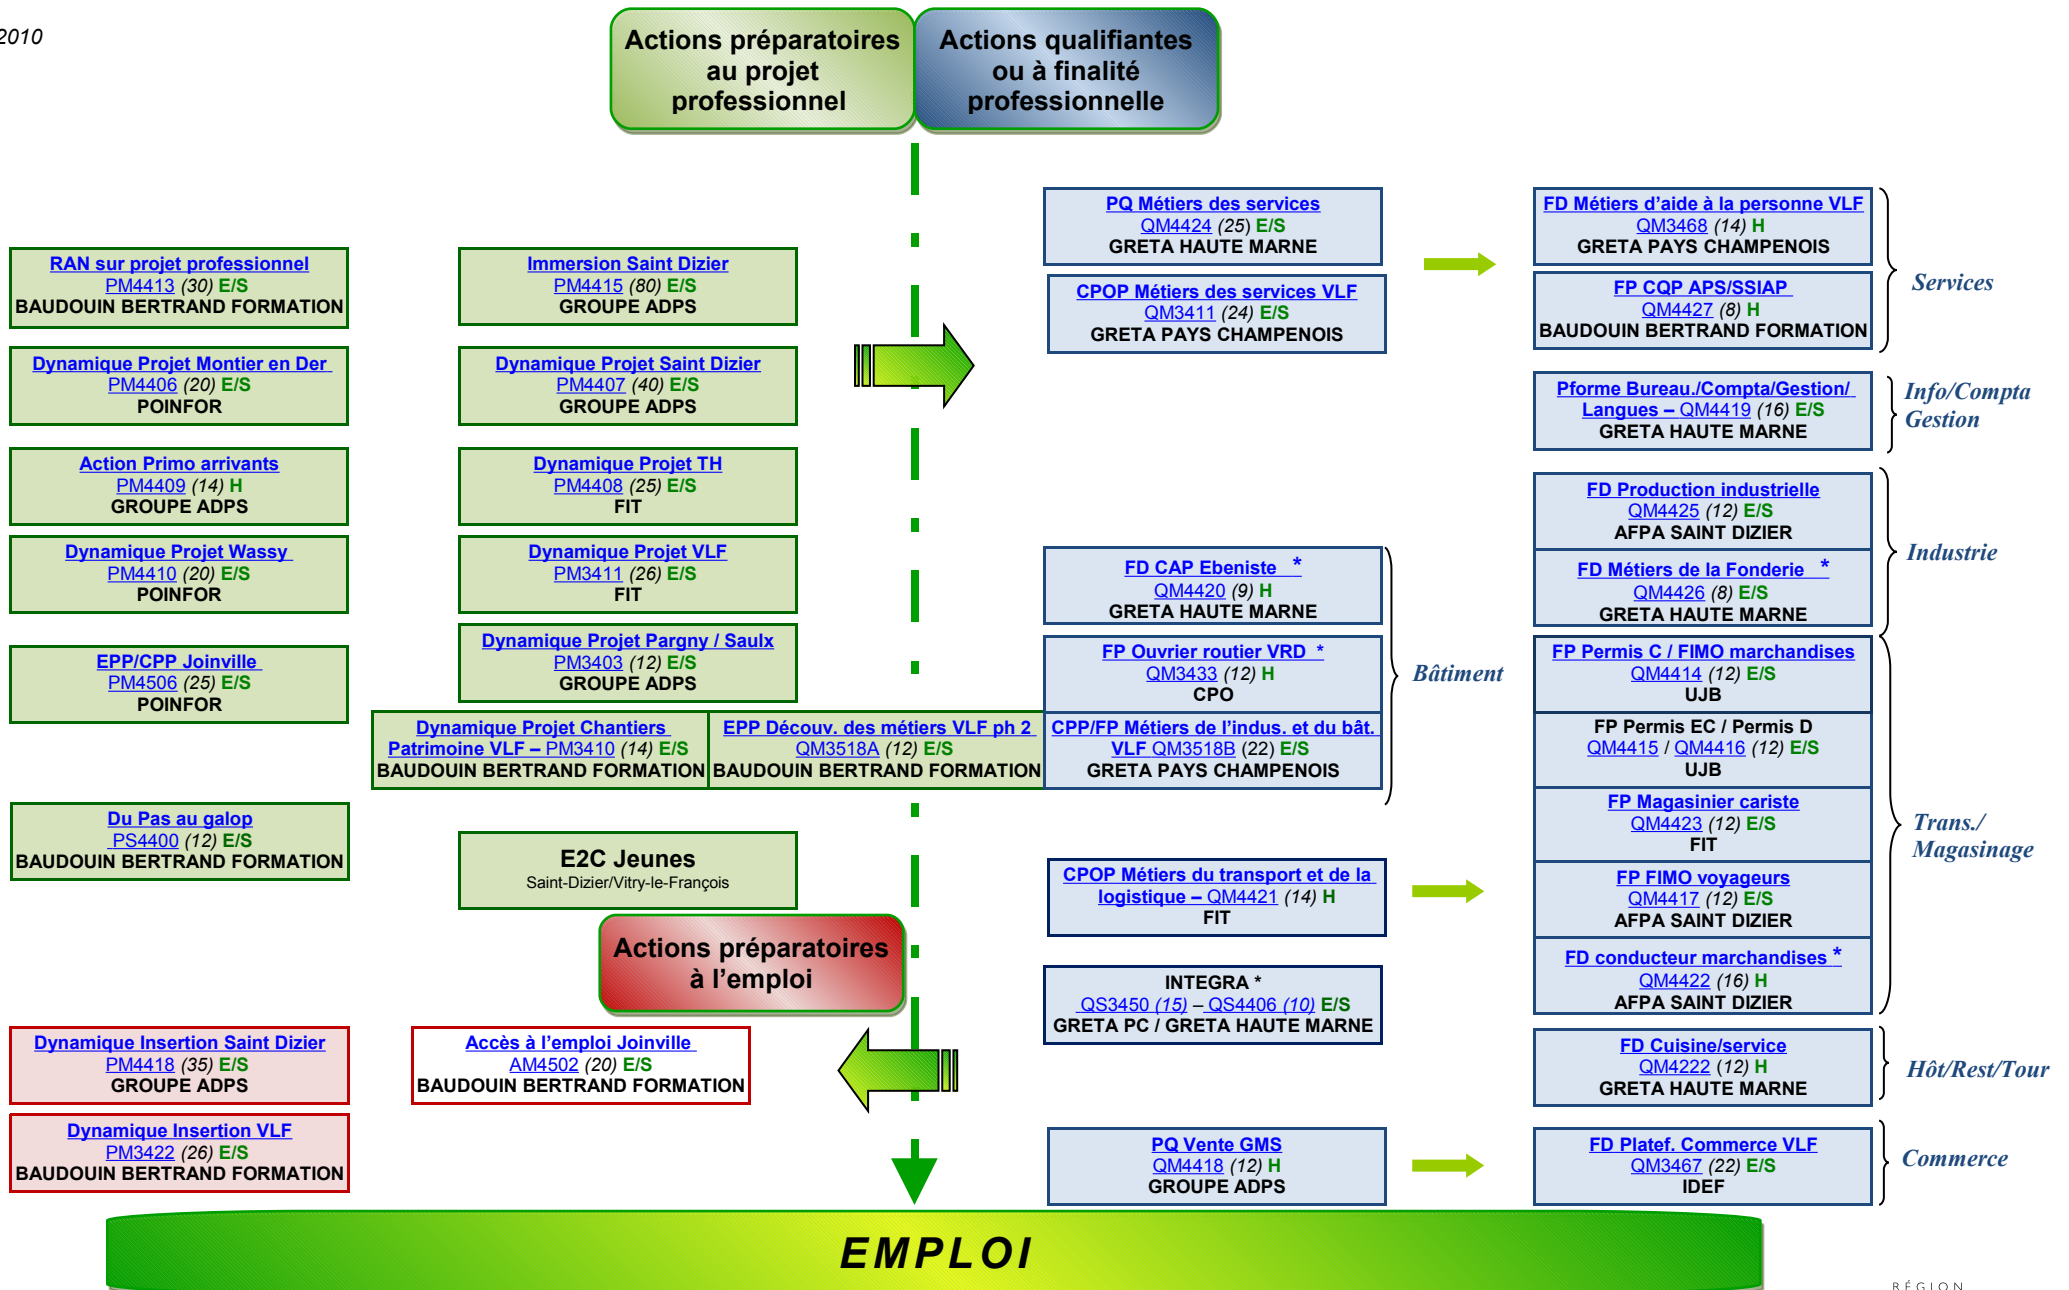 2010
Actions préparatoires
au projet
professionnel
Actions qualifiantes
ou à finalité
professionnelle
RAN sur projet professionnel
PM4413 (30) E/S
BAUDOUIN BERTRAND FORMATION
Dynamique Projet Montier en Der
PM4406 (20) E/S
POINFOR
Action Primo arrivants
PM4409 (14) H
GROUPE ADPS
Dynamique Projet Wassy
PM4410 (20) E/S
POINFOR
EPP/CPP Joinville
PM4506 (25) E/S
POINFOR
Du Pas au galop
PS4400 (12) E/S
BAUDOUIN BERTRAND FORMATION
Immersion Saint Dizier
PM4415 (80) E/S
GROUPE ADPS
Dynamique Projet Saint Dizier
PM4407 (40) E/S
GROUPE ADPS
Dynamique Projet TH
PM4408 (25) E/S
FIT
Dynamique Projet VLF
PM3411 (26) E/S
FIT
Dynamique Projet Pargny / Saulx
PM3403 (12) E/S
GROUPE ADPS
Dynamique Projet Chantiers
Patrimoine VLF – PM3410 (14) E/S
BAUDOUIN BERTRAND FORMATION
EPP Découv. des métiers VLF ph 2
QM3518A (12) E/S
BAUDOUIN BERTRAND FORMATION
E2C Jeunes
Saint-Dizier/Vitry-le-François
Actions préparatoires
à l'emploi
Dynamique Insertion Saint Dizier
PM4418 (35) E/S
GROUPE ADPS
Dynamique Insertion VLF
PM3422 (26) E/S
BAUDOUIN BERTRAND FORMATION
Accès à l'emploi Joinville
AM4502 (20) E/S
BAUDOUIN BERTRAND FORMATION
PQ Métiers des services
QM4424 (25) E/S
GRETA HAUTE MARNE
CPOP Métiers des services VLF
QM3411 (24) E/S
GRETA PAYS CHAMPENOIS
FD CAP Ebeniste *
QM4420 (9) H
GRETA HAUTE MARNE
FP Ouvrier routier VRD *
QM3433 (12) H
CPO
CPP/FP Métiers de l'indus. et du bât.
VLF QM3518B (22) E/S
GRETA PAYS CHAMPENOIS
Bâtiment
CPOP Métiers du transport et de la
logistique – QM4421 (14) H
FIT
INTEGRA *
QS3450 (15) – QS4406 (10) E/S
GRETA PC / GRETA HAUTE MARNE
PQ Vente GMS
QM4418 (12) H
GROUPE ADPS
FD Métiers d'aide à la personne VLF
QM3468 (14) H
GRETA PAYS CHAMPENOIS
FP CQP APS/SSIAP
QM4427 (8) H
BAUDOUIN BERTRAND FORMATION
Services
Pforme Bureau./Compta/Gestion/
Langues – QM4419 (16) E/S
GRETA HAUTE MARNE
Info/Compta
Gestion
FD Production industrielle
QM4425 (12) E/S
AFPA SAINT DIZIER
FD Métiers de la Fonderie *
QM4426 (8) E/S
GRETA HAUTE MARNE
Industrie
FP Permis C / FIMO marchandises
QM4414 (12) E/S
UJB
FP Permis EC / Permis D
QM4415 / QM4416 (12) E/S
UJB
FP Magasinier cariste
QM4423 (12) E/S
FIT
FP FIMO voyageurs
QM4417 (12) E/S
AFPA SAINT DIZIER
FD conducteur marchandises *
QM4422 (16) H
AFPA SAINT DIZIER
Trans./
Magasinage
FD Cuisine/service
QM4222 (12) H
GRETA HAUTE MARNE
Hôt/Rest/Tour
FD Platef. Commerce VLF
QM3467 (22) E/S
IDEF
Commerce
EMPLOI
RÉGION